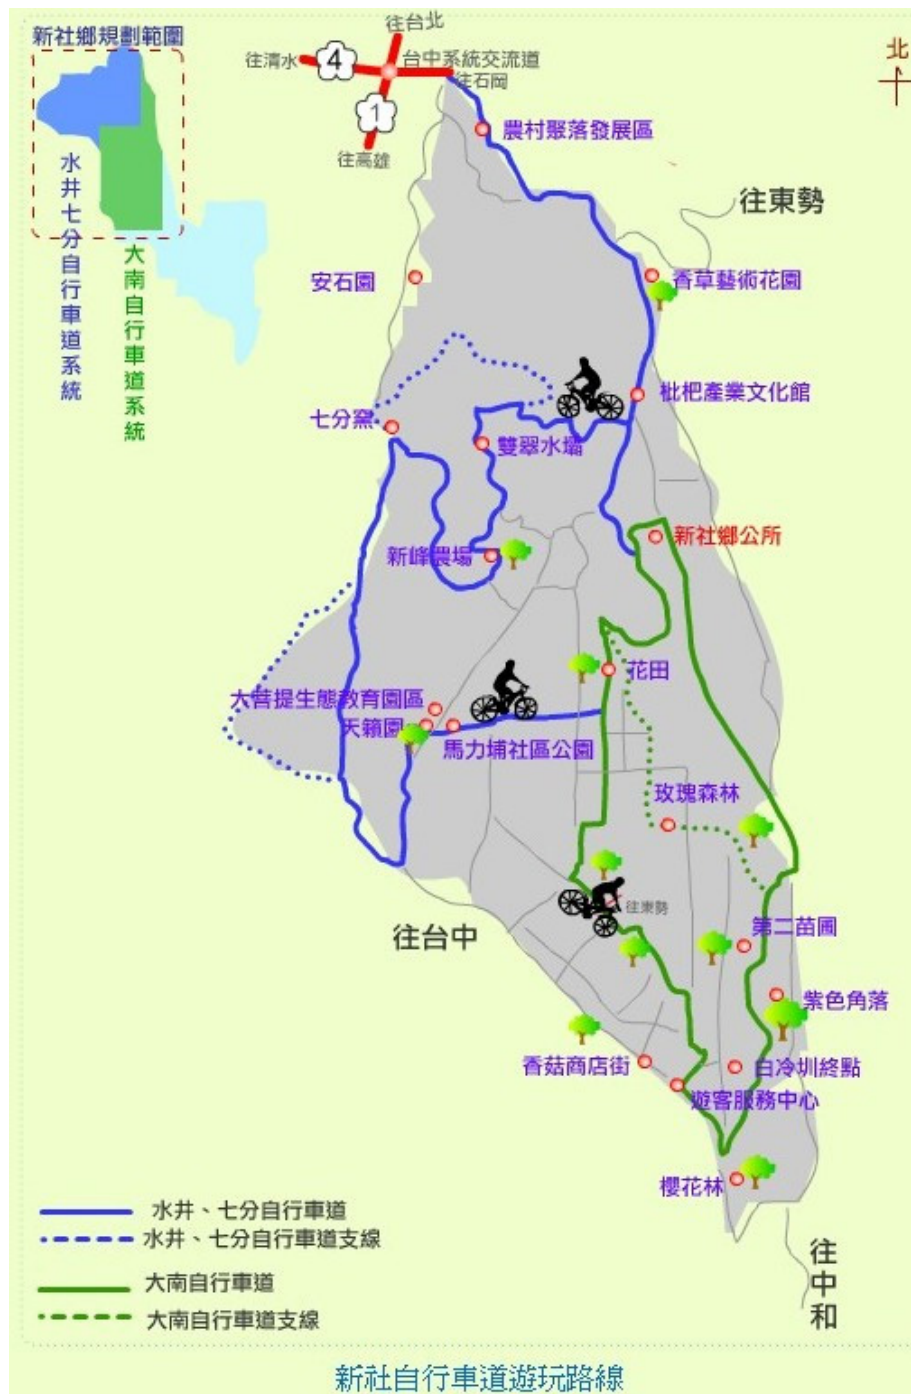 新社鄉規劃範圍
水井七分自行車道系統
大南自行車道系統
往台北
往清水
4
台中系統交流道
往石岡
1
往高雄
北
農村聚落發展區
往東勢
安石園
香草藝術花園
枇杷產業文化館
七分窯
雙翠水壩
新社鄉公所
新峰農場
花田
大菩提生態教育園區
天籟園
馬力埔社區公園
玫瑰森林
往東勢
往台中
第二苗圃
紫色角落
香菇商店街
白冷圳終點
遊客服務中心
櫻花林
往中和
水井、七分自行車道
水井、七分自行車道支線
大南自行車道
大南自行車道支線
新社自行車道遊玩路線